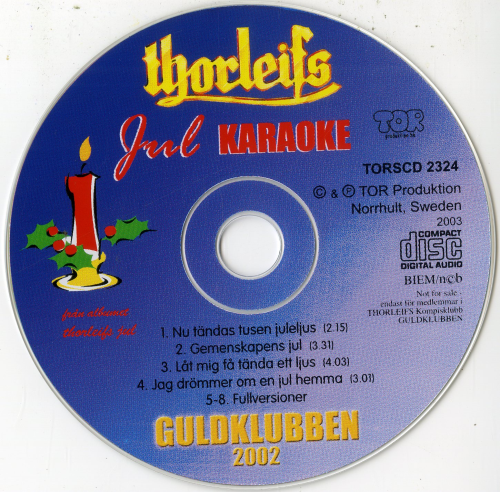 thorleifs
Jul KARAOKE
TOR
TORSCD 2324
© & ℗ TOR Produktion
Norrhult, Sweden
2003
COMPACT
disc
DIGITAL AUDIO
BIEM/n©b
Not for sale -
endast för medlemmar i
THORLEIFS Kompisklubb
GULDKLUBBEN
från albumet
thorleifs jul
1. Nu tändas tusen juleljus (2.15)
2. Gemenskapens jul (3.31)
3. Låt mig få tända ett ljus (4.03)
4. Jag drömmer om en jul hemma (3.01)
5-8. Fullversioner
GULDKLUBBEN
2002